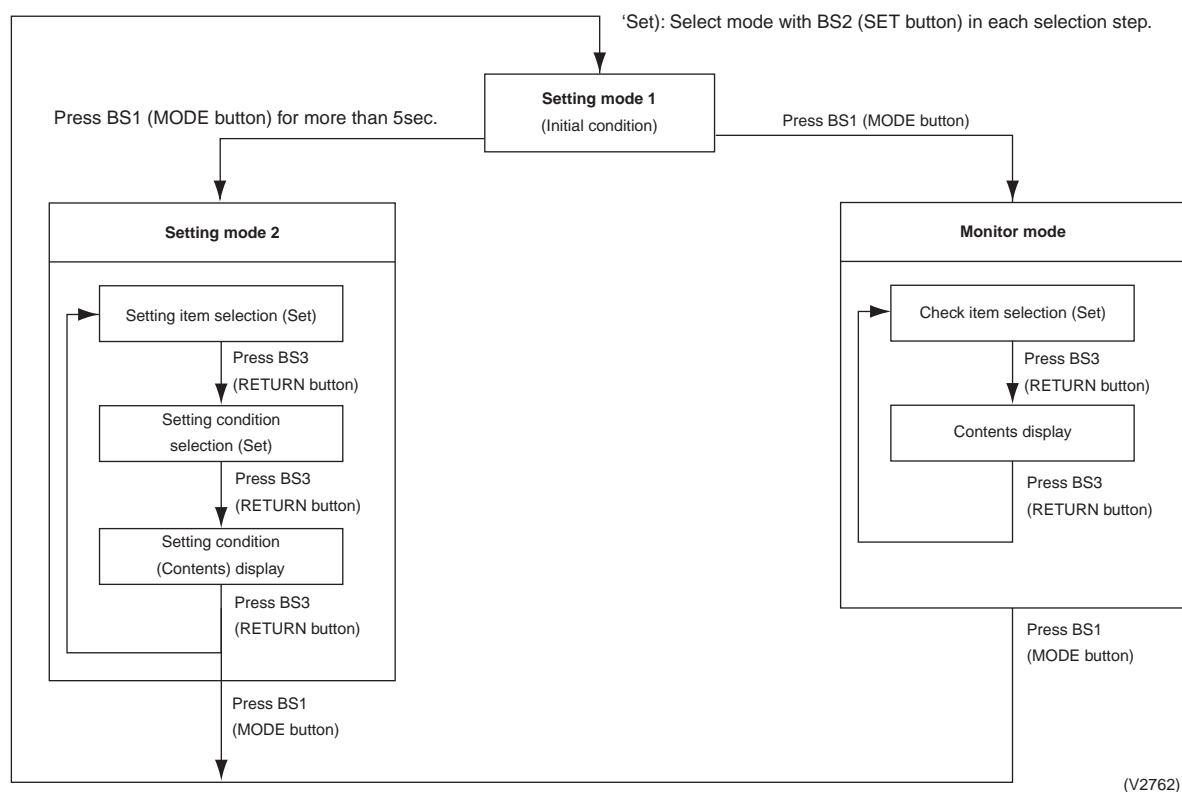 ‘Set): Select mode with BS2 (SET button) in each selection step.
Setting mode 1
(Initial condition)
Press BS1 (MODE button) for more than 5sec.
Press BS1 (MODE button)
Setting mode 2
Setting item selection (Set)
Press BS3
(RETURN button)
Setting condition
selection (Set)
Press BS3
(RETURN button)
Setting condition
(Contents) display
Press BS3
(RETURN button)
Press BS1
(MODE button)
Monitor mode
Check item selection (Set)
Press BS3
(RETURN button)
Contents display
Press BS3
(RETURN button)
Press BS1
(MODE button)
(V2762)